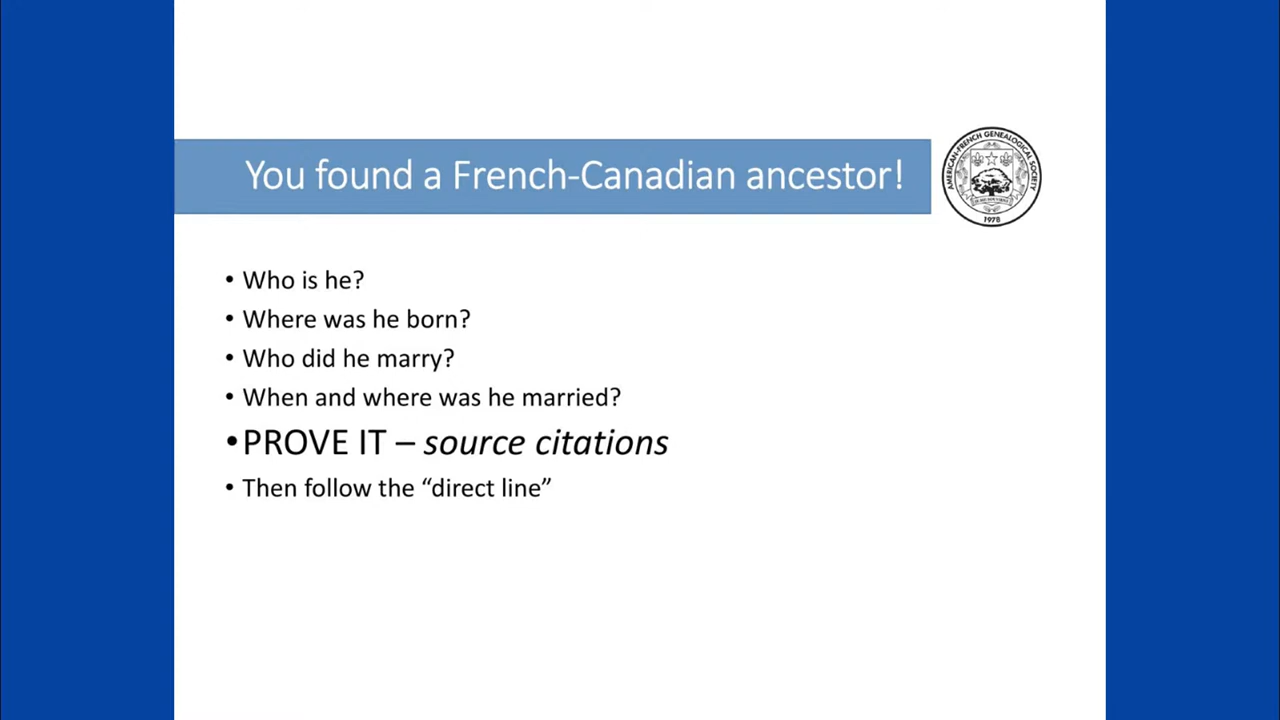 You found a French-Canadian ancestor!
AMERICAN-FRENCH GENEALOGICAL SOCIETY
1978
• Who is he?
• Where was he born?
• Who did he marry?
• When and where was he married?
• PROVE IT – source citations
• Then follow the “direct line”